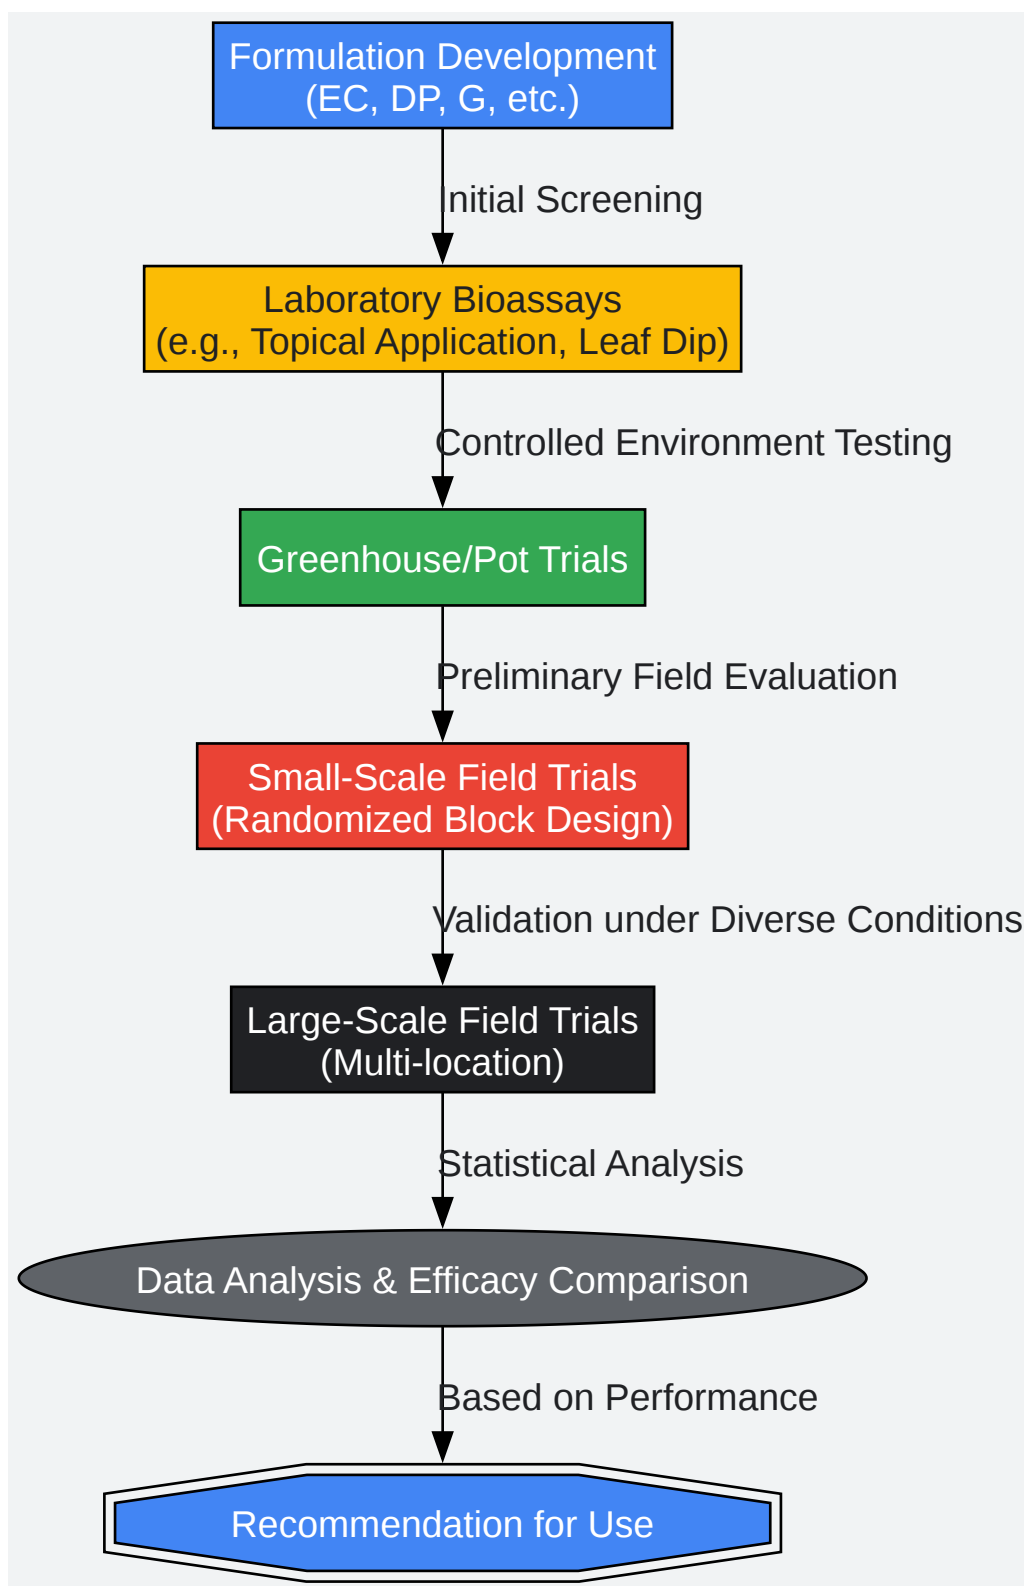 Formulation Development
(EC, DP, G, etc.)
Initial Screening
Laboratory Bioassays
(e.g., Topical Application, Leaf Dip)
Controlled Environment Testing
Greenhouse/Pot Trials
Preliminary Field Evaluation
Small-Scale Field Trials
(Randomized Block Design)
Validation under Diverse Conditions
Large-Scale Field Trials
(Multi-location)
Statistical Analysis
Data Analysis & Efficacy Comparison
Based on Performance
Recommendation for Use